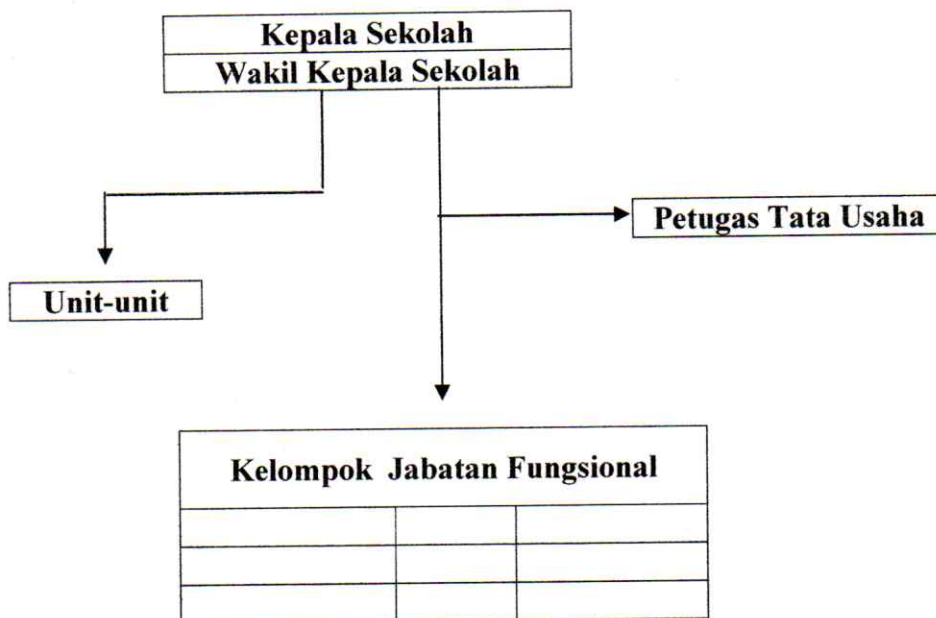 Kepala Sekolah
Wakil Kepala Sekolah
Petugas Tata Usaha
Unit-unit
Kelompok Jabatan Fungsional